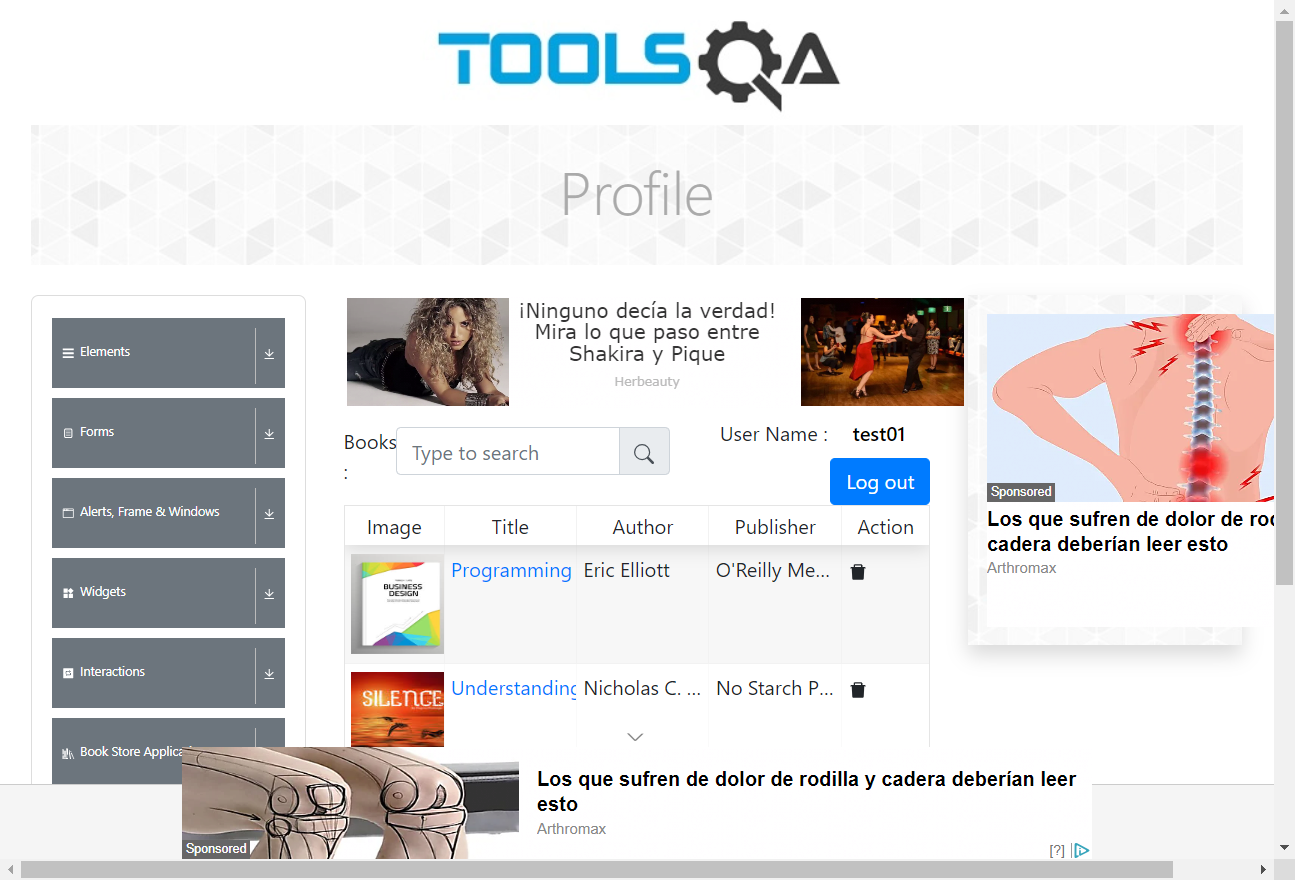 TOOLSQA
Profile
Elements
Forms
Alerts, Frame & Windows
Widgets
Interactions
Book Store Applica
¡Ninguno decía la verdad!
Mira lo que paso entre
Shakira y Pique
Herbeauty
Books
:
Type to search
User Name :
test01
Log out
Image
Title
Author
Publisher
Action
BUSINESS
DESIGN
Programming
Eric Elliott
O'Reilly Me...
SILENCE
Understanding
Nicholas C. ...
No Starch P...
Sponsored
Los que sufren de dolor de rod
cadera deberían leer esto
Arthromax
Sponsored
Los que sufren de dolor de rodilla y cadera deberían leer
esto
Arthromax
[?]